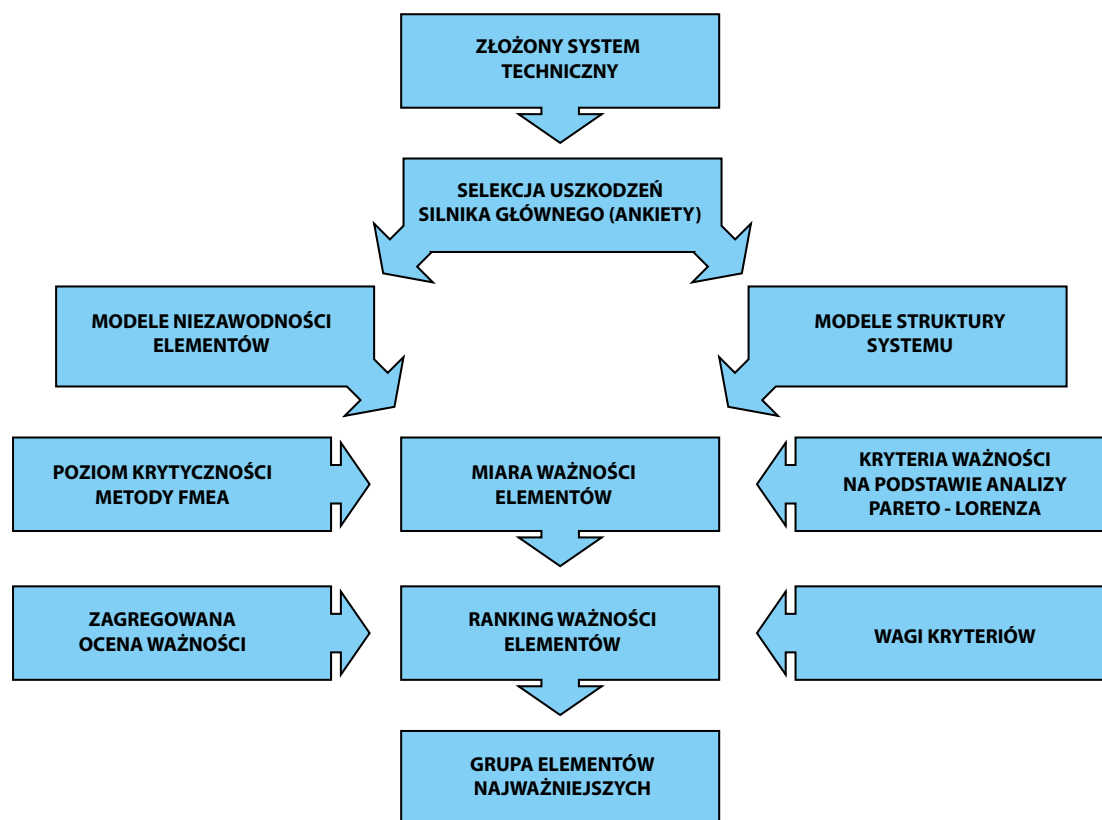 ZŁOŻONY SYSTEM
TECHNICZNY
SELEKCJA USZKODZEŃ
SILNIKA GŁÓWNEGO (ANKIETY)
MODELE NIEZAWODNOŚCI
ELEMENTÓW
MODELE STRUKTURY
SYSTEMU
POZIOM KRYTYCZNOŚCI
METODY FMEA
MIARA WAŻNOŚCI
ELEMENTÓW
KRYTERIA WAŻNOŚCI
NA PODSTAWIE ANALIZY
PARETO - LORENZA
ZAGREGOWANA
OCENA WAŻNOŚCI
RANKING WAŻNOŚCI
ELEMENTÓW
WAGI KRYTERIÓW
GRUPA ELEMENTÓW
NAJWAŻNIEJSZYCH